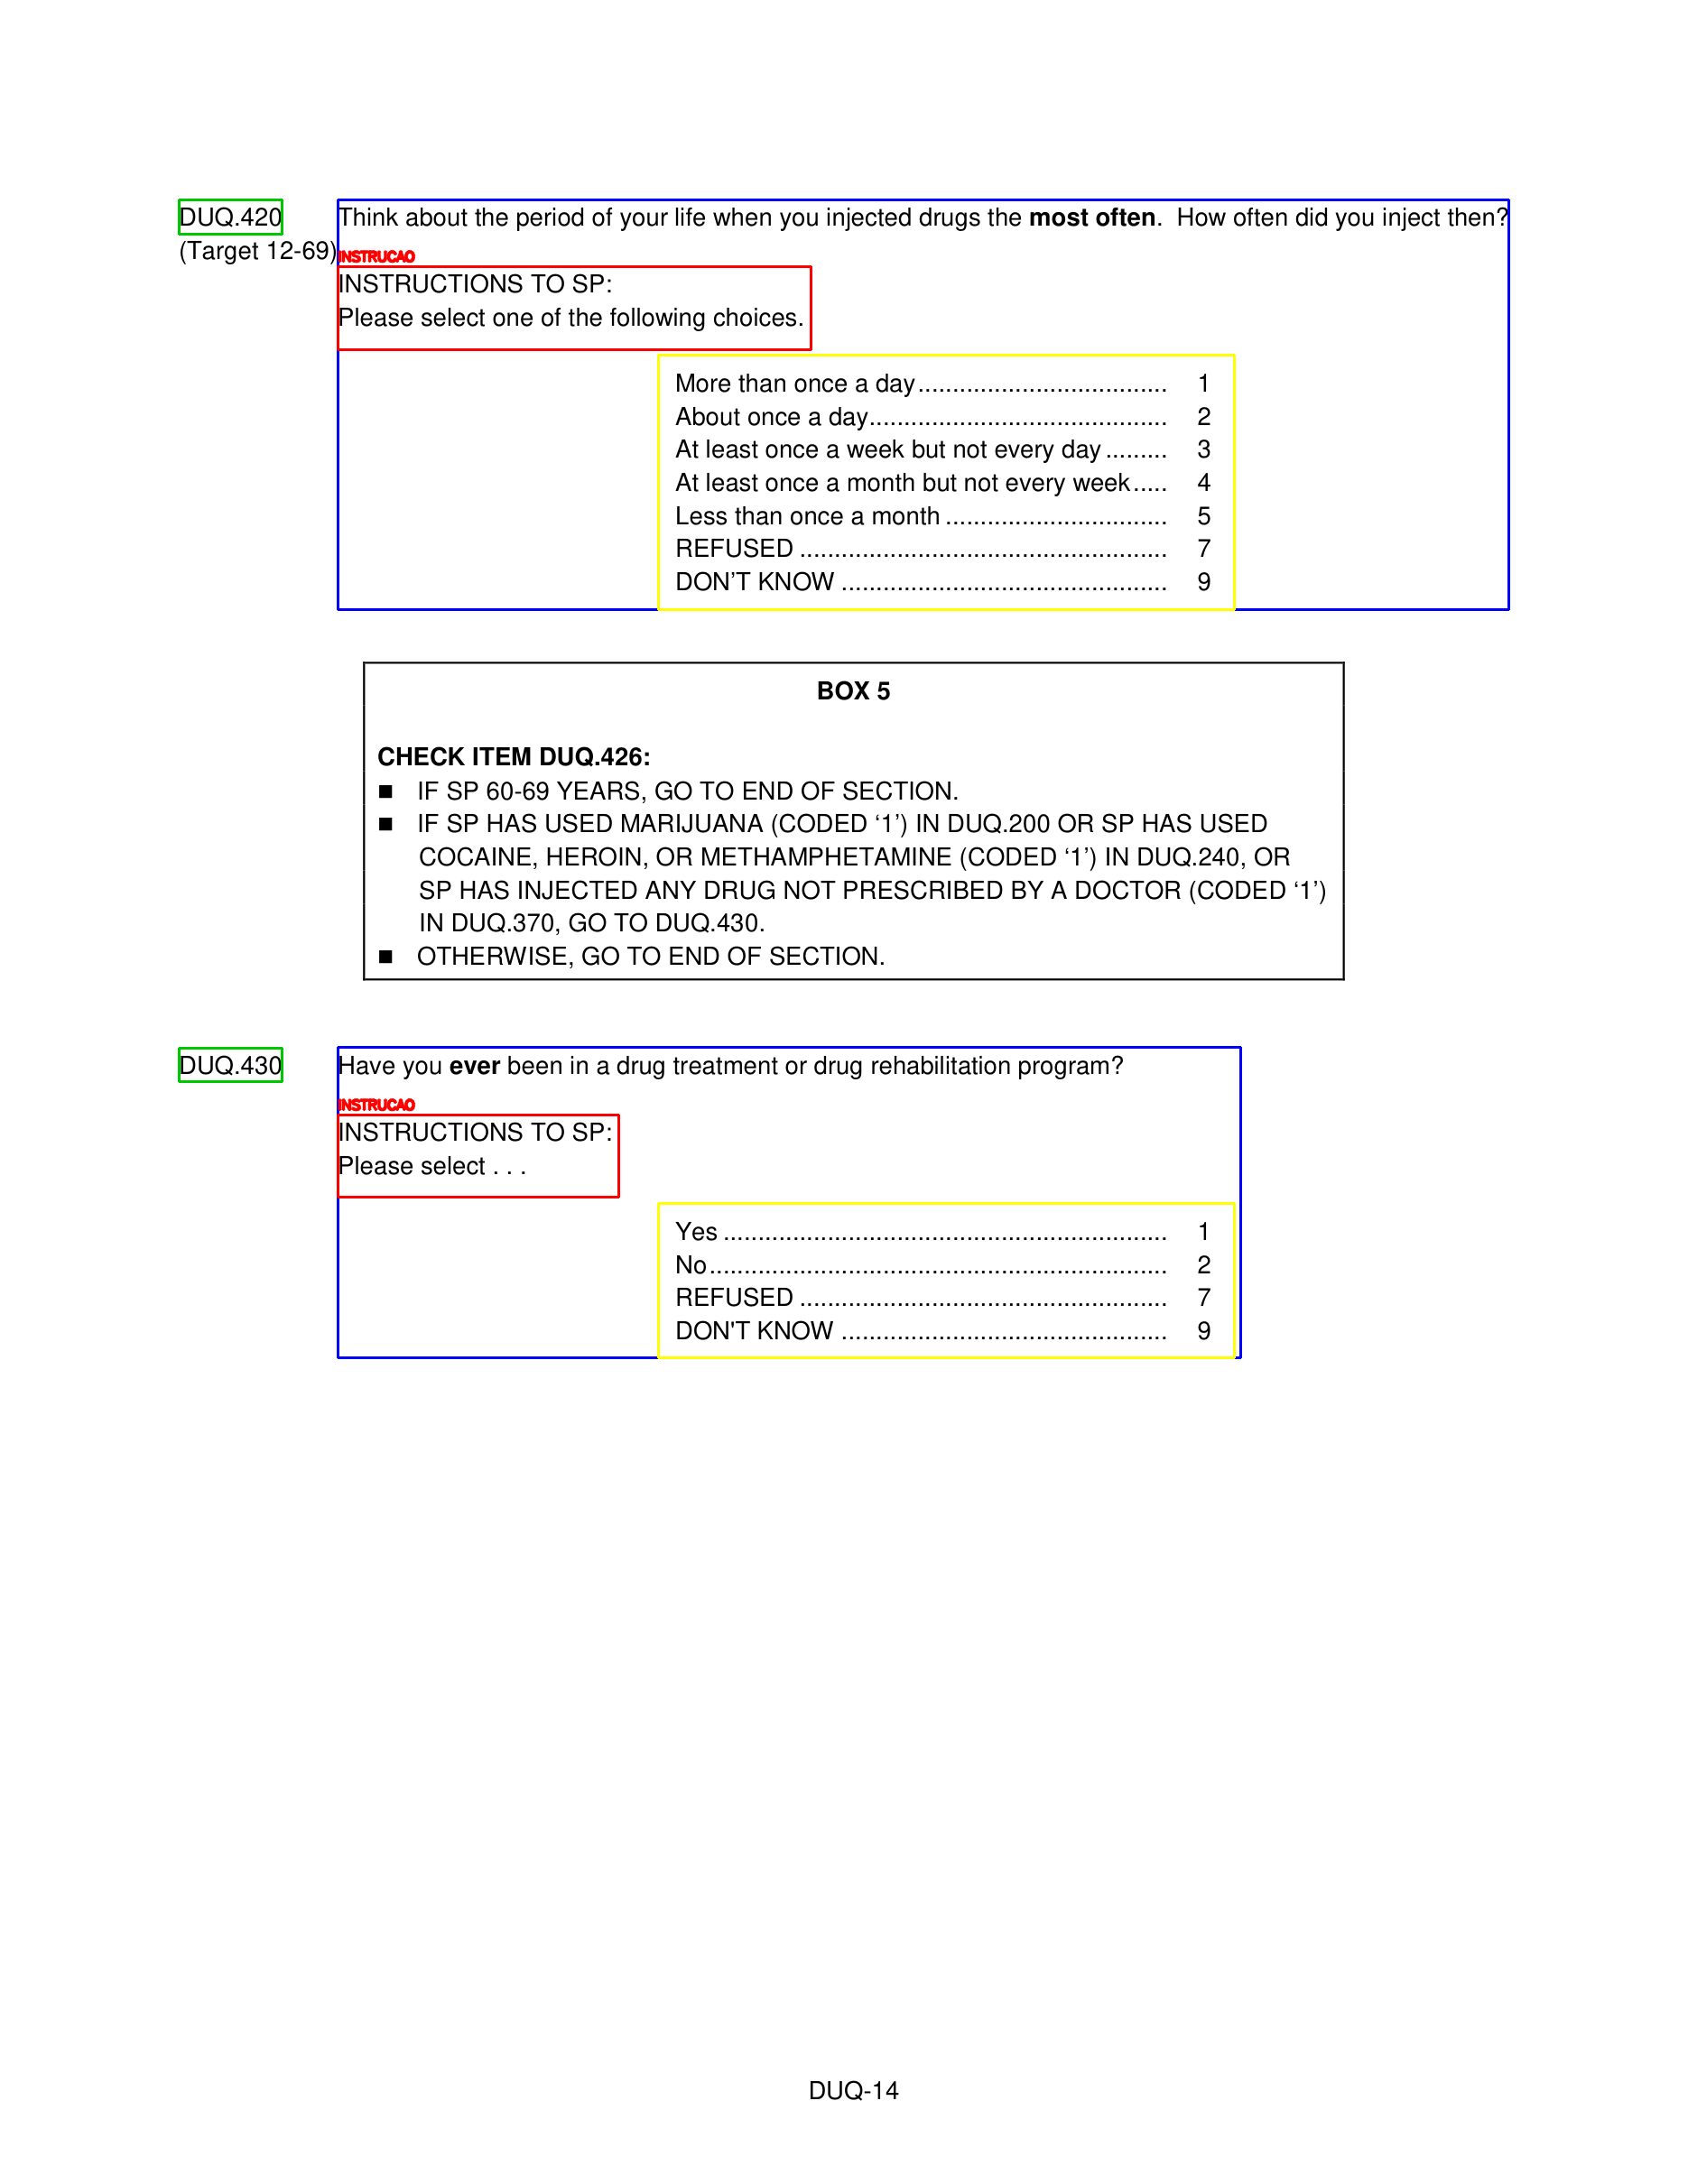 DUQ.420 Think about the period of your life when you injected drugs the most often. How often did you inject then?
(Target 12-69)
INSTRUCAO
INSTRUCTIONS TO SP:
Please select one of the following choices.
More than once a day.................................... 1
About once a day........................................... 2
At least once a week but not every day ......... 3
At least once a month but not every week..... 4
Less than once a month ................................ 5
REFUSED ..................................................... 7
DON’T KNOW ............................................... 9
BOX 5
CHECK ITEM DUQ.426:
■ IF SP 60-69 YEARS, GO TO END OF SECTION.
■ IF SP HAS USED MARIJUANA (CODED ‘1’) IN DUQ.200 OR SP HAS USED
COCAINE, HEROIN, OR METHAMPHETAMINE (CODED ‘1’) IN DUQ.240, OR
SP HAS INJECTED ANY DRUG NOT PRESCRIBED BY A DOCTOR (CODED ‘1’)
IN DUQ.370, GO TO DUQ.430.
■ OTHERWISE, GO TO END OF SECTION.
DUQ.430 Have you ever been in a drug treatment or drug rehabilitation program?
INSTRUCAO
INSTRUCTIONS TO SP:
Please select . . .
Yes ................................................................ 1
No.................................................................. 2
REFUSED ..................................................... 7
DON'T KNOW ............................................... 9
DUQ-14